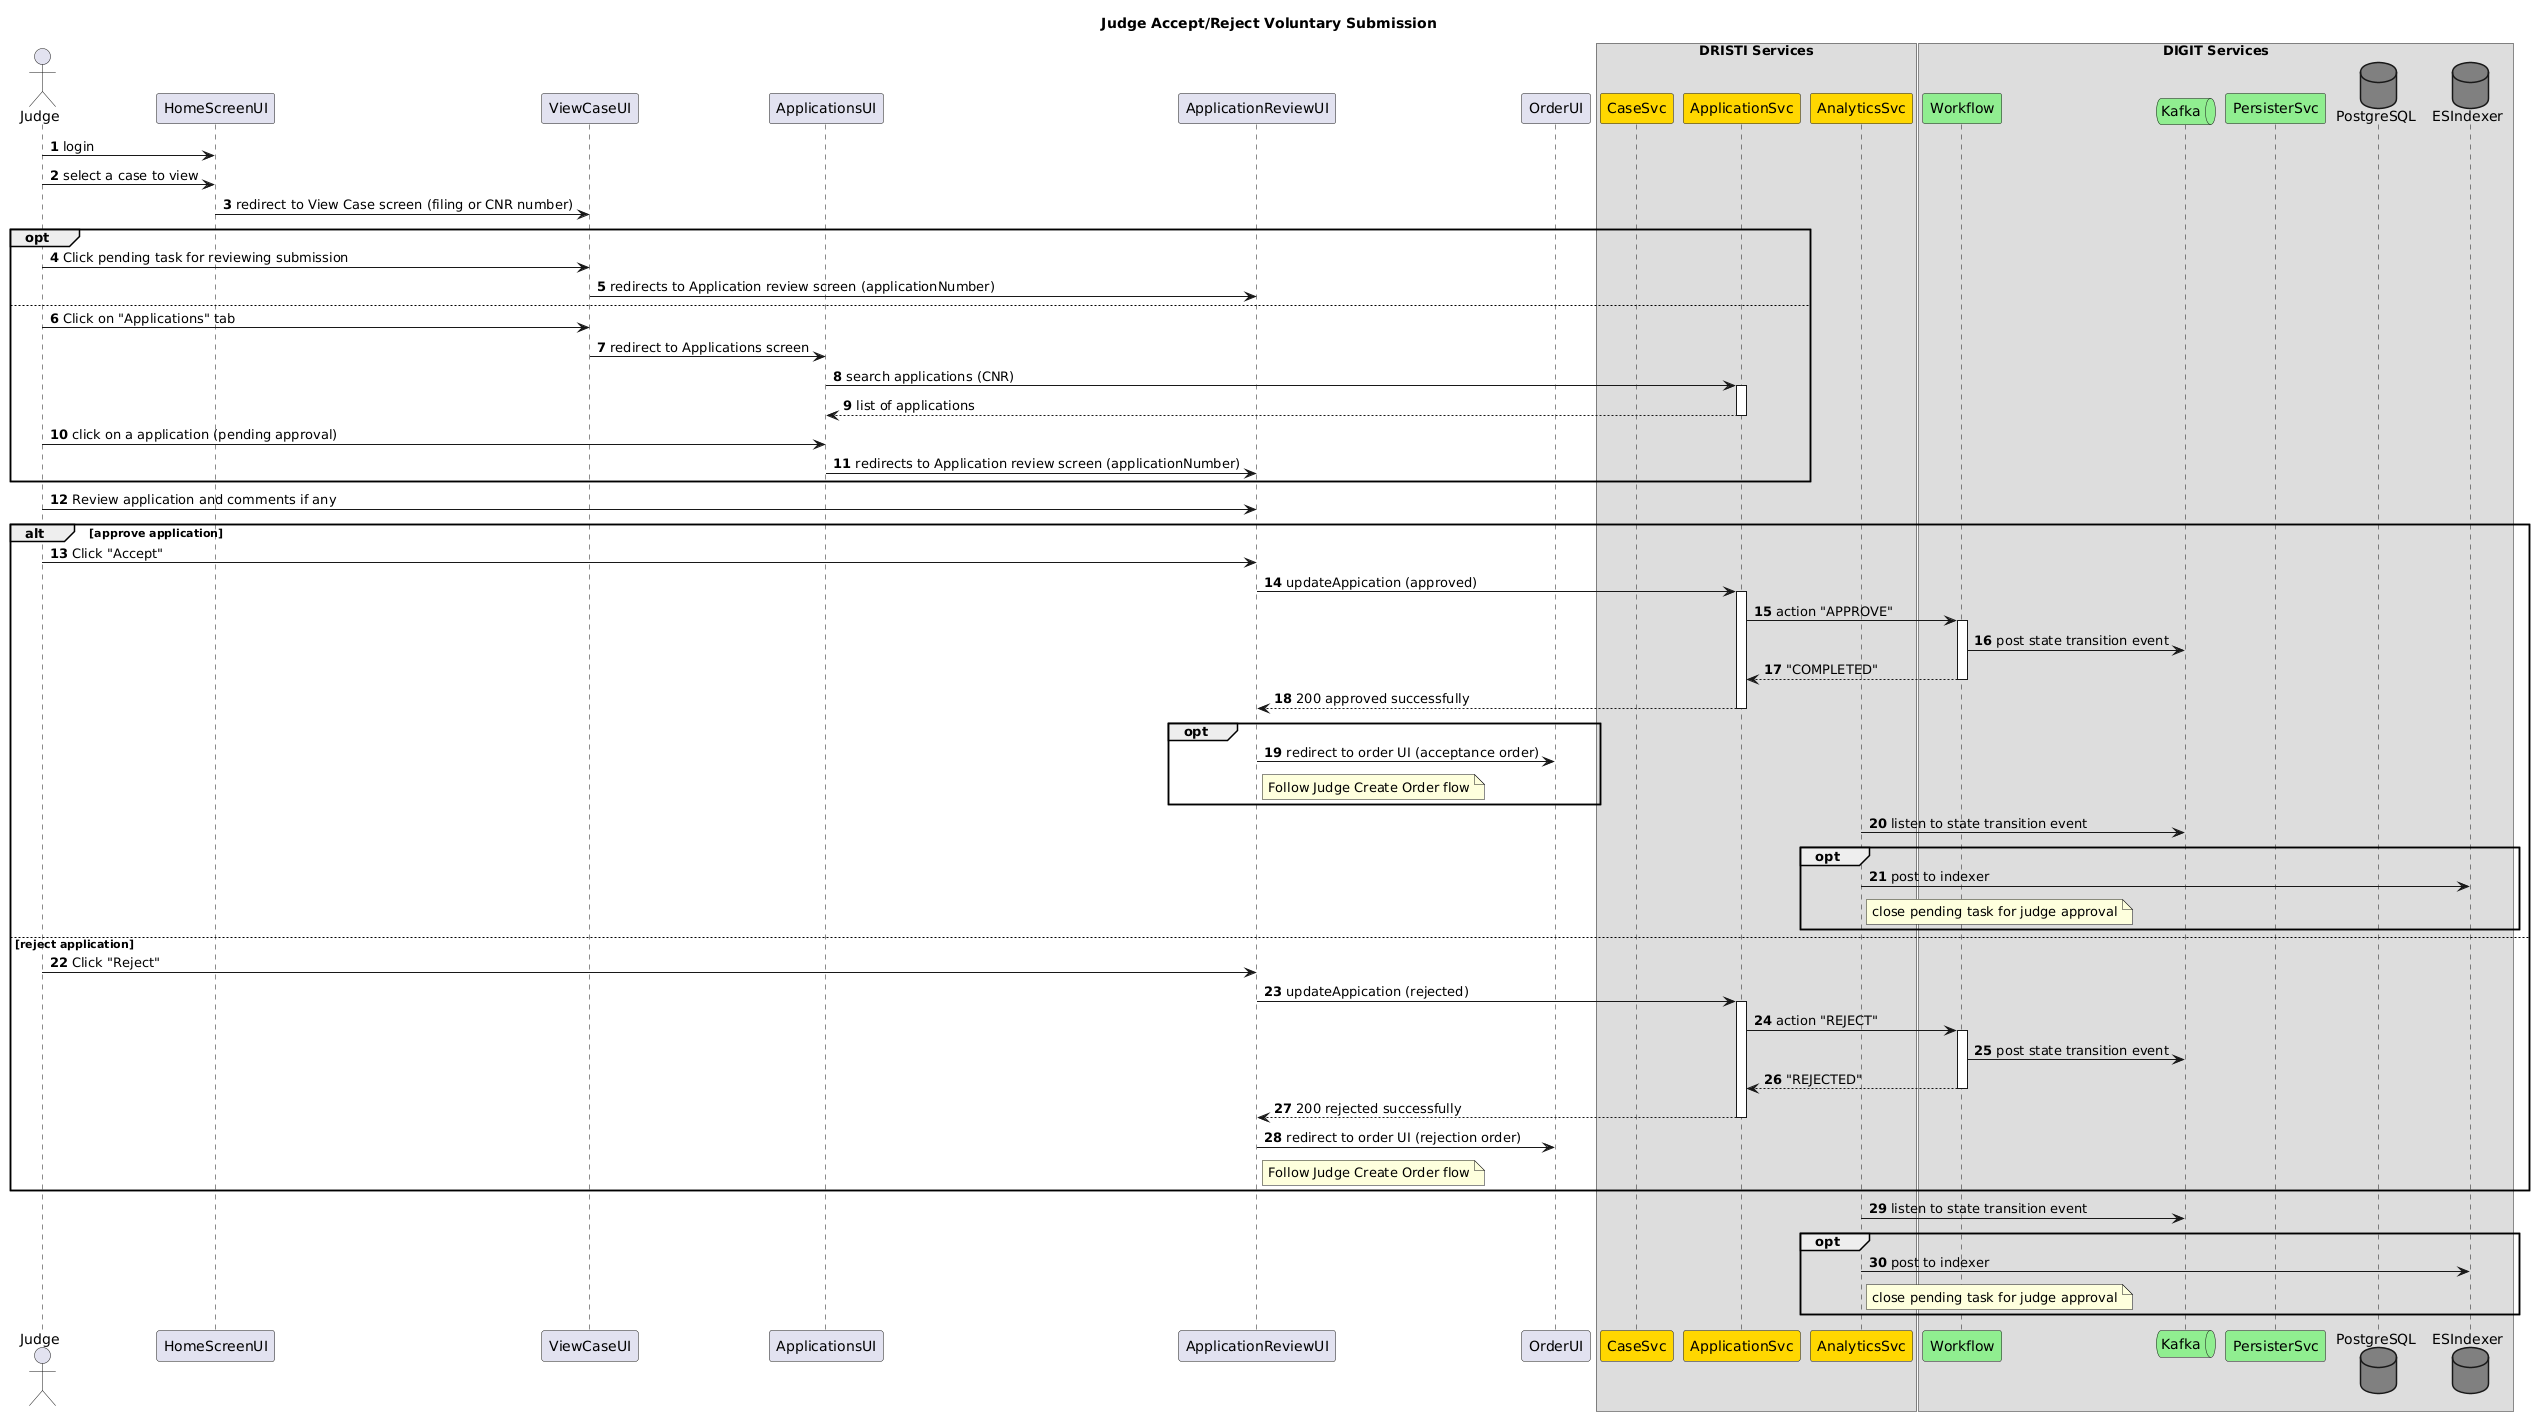 Judge Accept/Reject Voluntary Submission
DRISTI Services
DIGIT Services
Judge
HomeScreenUI
ViewCaseUI
ApplicationsUI
ApplicationReviewUI
OrderUI
CaseSvc
ApplicationSvc
AnalyticsSvc
Workflow
Kafka
PersisterSvc
PostgreSQL
ESIndexer
1 login
2 select a case to view
3 redirect to View Case screen (filing or CNR number)
opt
4 Click pending task for reviewing submission
5 redirects to Application review screen (applicationNumber)
6 Click on "Applications" tab
7 redirect to Applications screen
8 search applications (CNR)
9 list of applications
10 click on a application (pending approval)
11 redirects to Application review screen (applicationNumber)
12 Review application and comments if any
alt [approve application]
13 Click "Accept"
14 updateAppication (approved)
15 action "APPROVE"
16 post state transition event
17 "COMPLETED"
18 200 approved successfully
opt
19 redirect to order UI (acceptance order)
Follow Judge Create Order flow
20 listen to state transition event
opt
21 post to indexer
close pending task for judge approval
[reject application]
22 Click "Reject"
23 updateAppication (rejected)
24 action "REJECT"
25 post state transition event
26 "REJECTED"
27 200 rejected successfully
28 redirect to order UI (rejection order)
Follow Judge Create Order flow
29 listen to state transition event
opt
30 post to indexer
close pending task for judge approval
Judge
HomeScreenUI
ViewCaseUI
ApplicationsUI
ApplicationReviewUI
OrderUI
CaseSvc
ApplicationSvc
AnalyticsSvc
Workflow
Kafka
PersisterSvc
PostgreSQL
ESIndexer